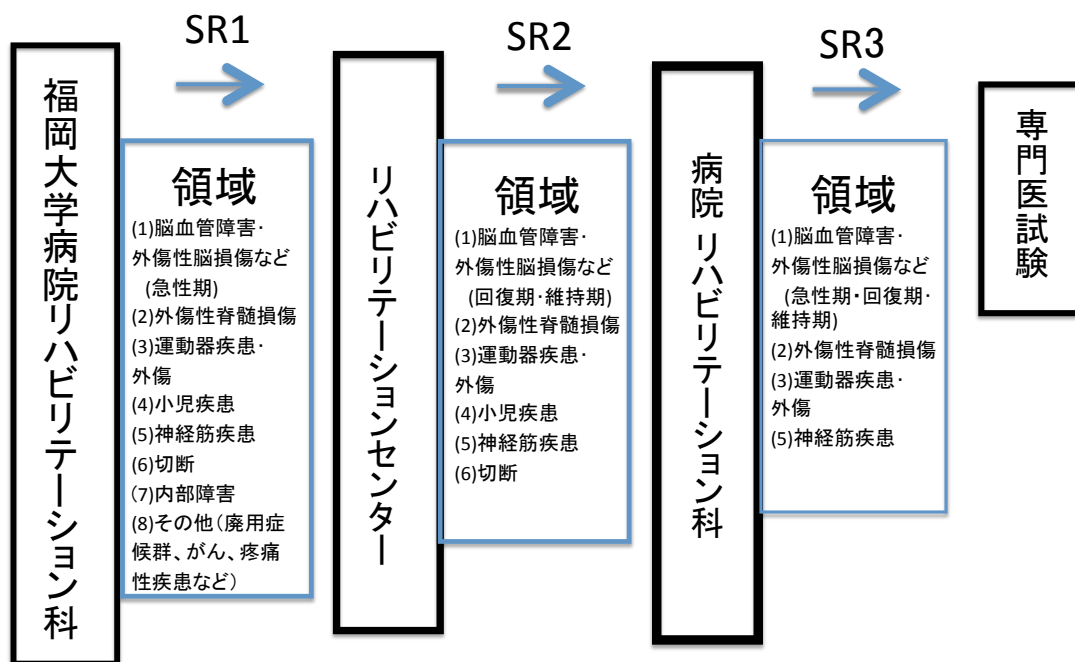 SR1
SR2
SR3
福岡大学病院リハビリテーション科
領域
(1)脳血管障害・
外傷性脳損傷など
(急性期)
(2)外傷性脊髄損傷
(3)運動器疾患・
外傷
(4)小児疾患
(5)神経筋疾患
(6)切断
(7)内部障害
(8)その他(廃用症
候群、がん、疼痛
性疾患など)
リハビリテーションセンター
領域
(1)脳血管障害・
外傷性脳損傷など
(回復期・維持期)
(2)外傷性脊髄損傷
(3)運動器疾患・
外傷
(4)小児疾患
(5)神経筋疾患
(6)切断
病院 リハビリテーション科
領域
(1)脳血管障害・
外傷性脳損傷など
(急性期・回復期・
維持期)
(2)外傷性脊髄損傷
(3)運動器疾患・
外傷
(5)神経筋疾患
専門医試験